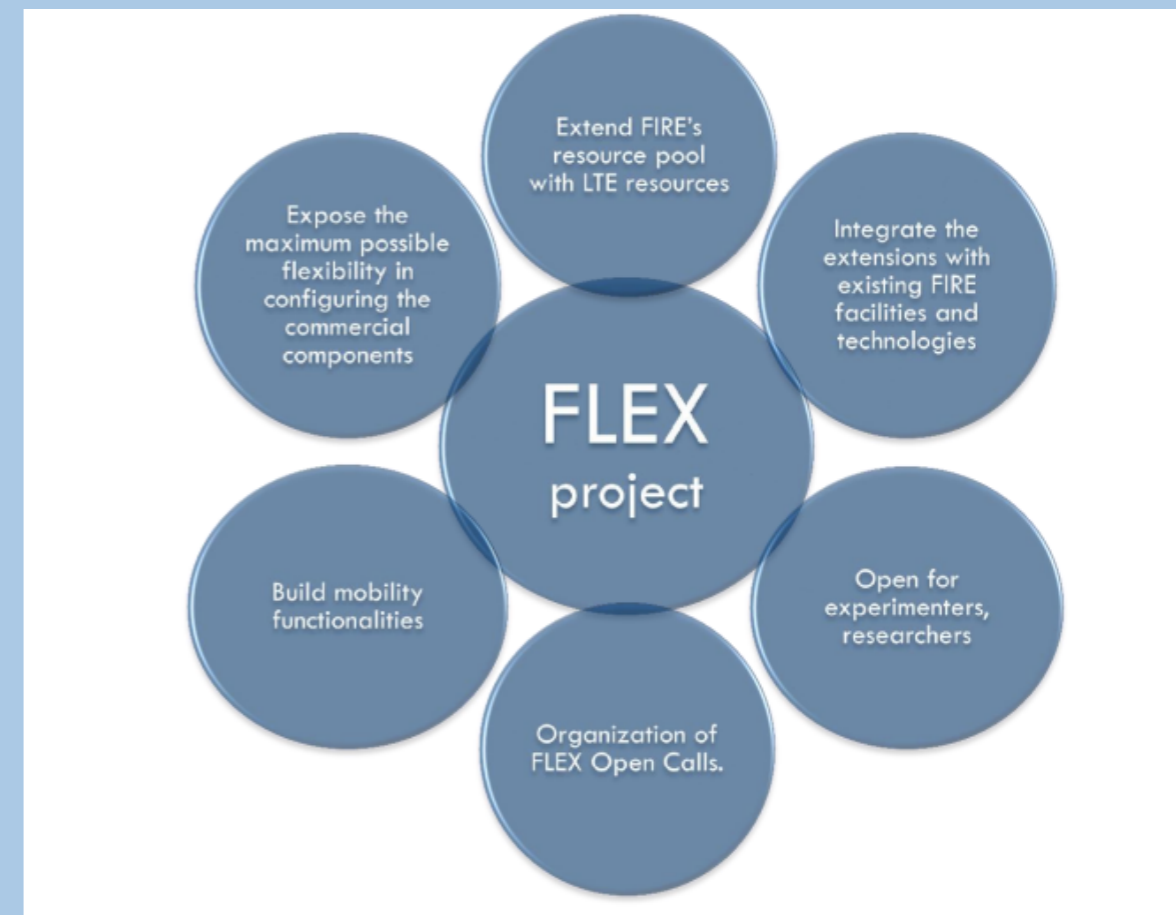 Extend FIRE's
resource pool
with LTE resources
Integrate the
extensions with
existing FIRE
facilities and
technologies
Open for
experimenters,
researchers
Organization of
FLEX Open Calls.
Build mobility
functionalities
Expose the
maximum possible
flexibility in
configuring the
commercial
components
FLEX
project